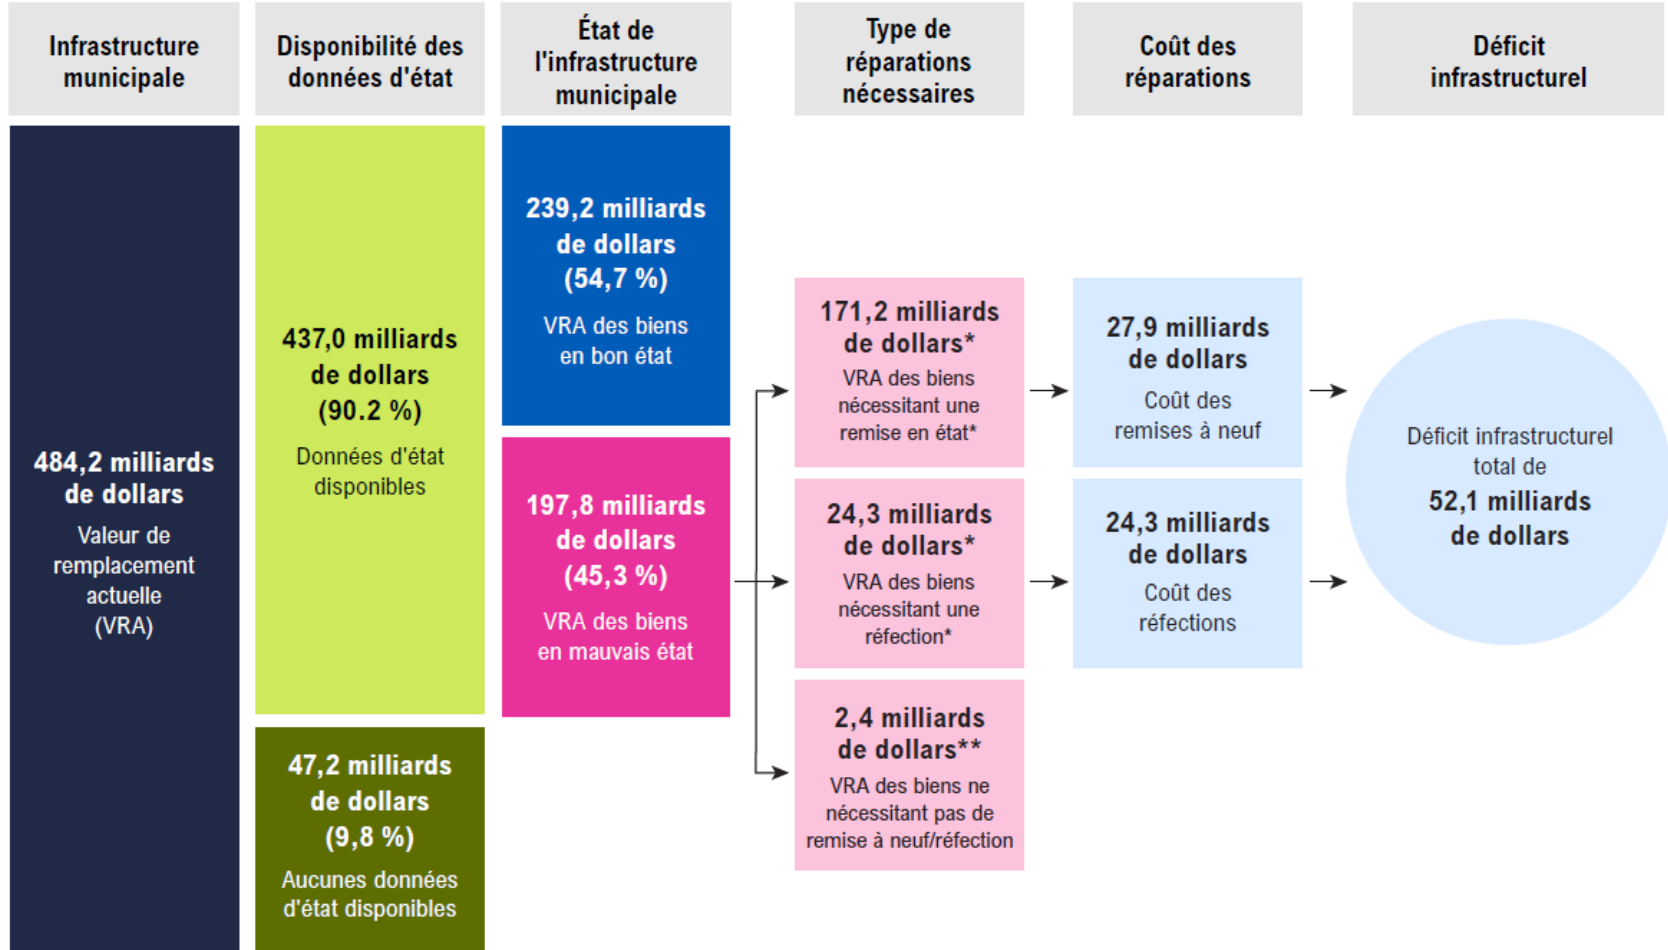 Infrastructure
municipale
Disponibilité des
données d'état
État de
l'infrastructure
municipale
Type de
réparations
nécessaires
Coût des
réparations
Déficit
infrastructurel
484,2 milliards
de dollars
Valeur de
remplacement
actuelle
(VRA)
437,0 milliards
de dollars
(90.2 %)
Données d'état
disponibles
47,2 milliards
de dollars
(9,8 %)
Aucunes données
d'état disponibles
239,2 milliards
de dollars
(54,7 %)
VRA des biens
en bon état
197,8 milliards
de dollars
(45,3 %)
VRA des biens
en mauvais état
171,2 milliards
de dollars*
VRA des biens
nécessitant une
remise en état*
24,3 milliards
de dollars*
VRA des biens
nécessitant une
réfection*
2,4 milliards
de dollars**
VRA des biens ne
nécessitant pas de
remise à neuf/réfection
27,9 milliards
de dollars
Coût des
remises à neuf
24,3 milliards
de dollars
Coût des
réfections
Déficit infrastructurel
total de
52,1 milliards
de dollars